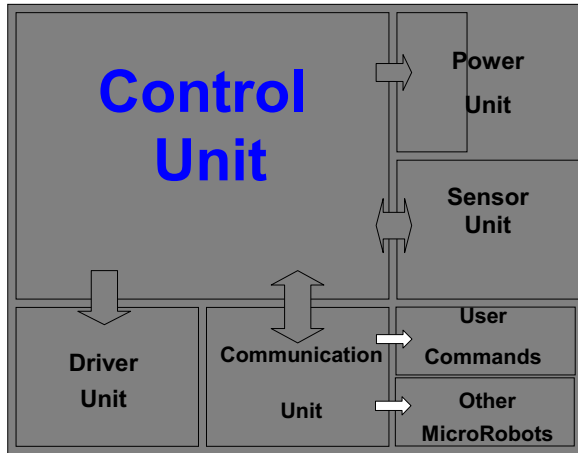 Control
Unit
Power
Unit
Sensor
Unit
Driver
Unit
Communication
Unit
User
Commands
Other
MicroRobots